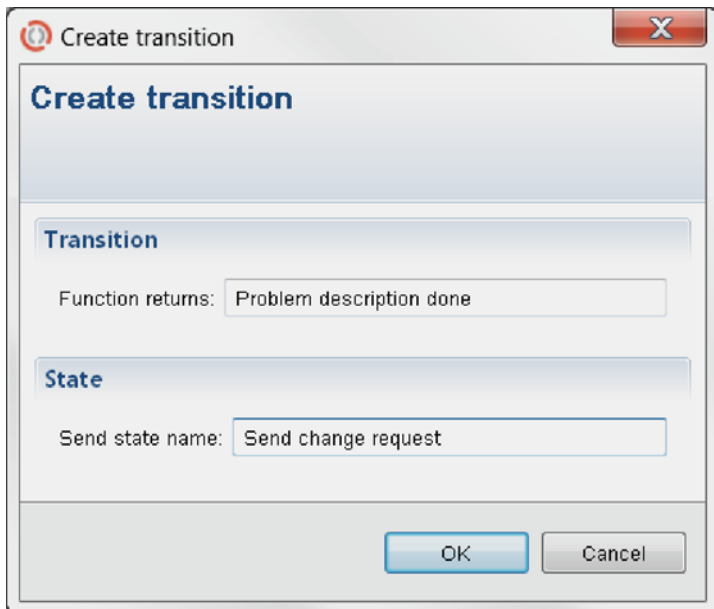 Create transition
Create transition
Transition
Function returns: Problem description done
State
Send state name: Send change request
OK Cancel